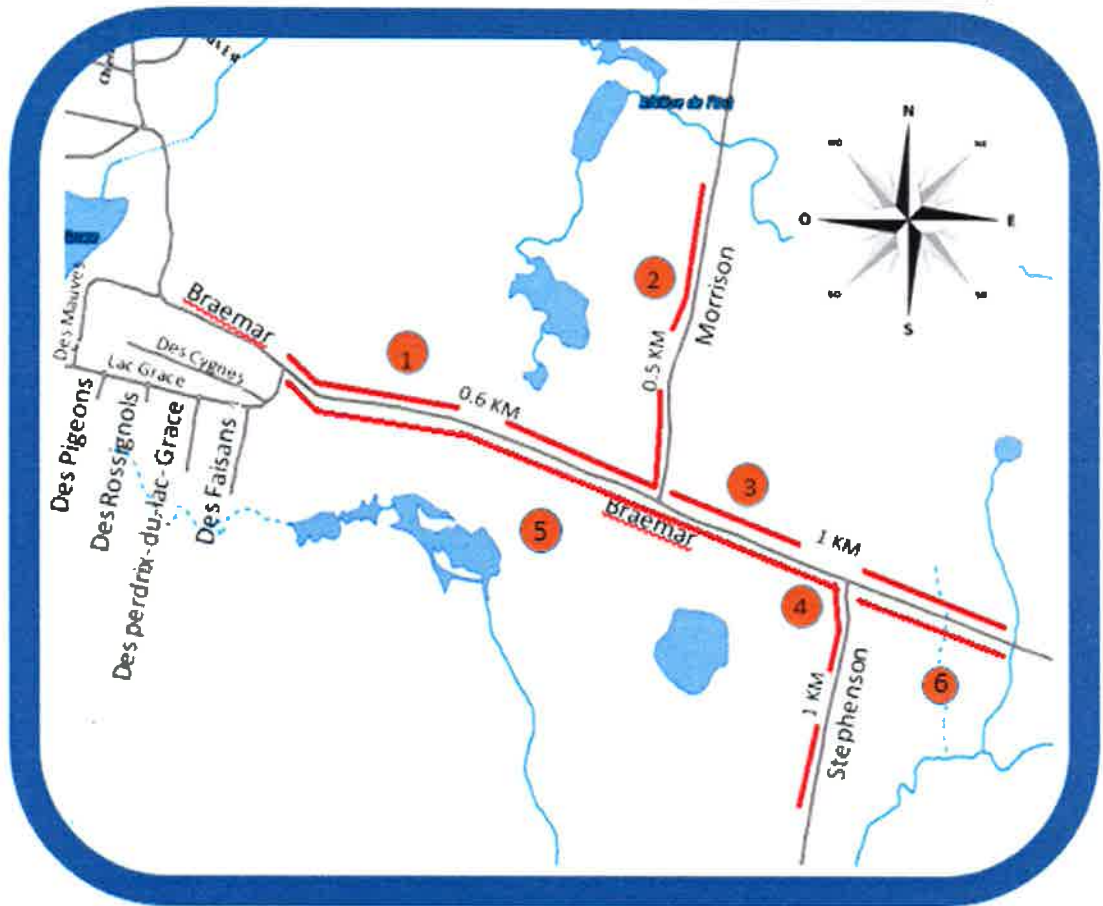 N
O
E
S
Braemar
Des Mauves
Des Cygnes
Lac Grace
Des Pigeons
Des Rossignols
Des perdrix-du-lac-Grace
Des Faisans
1
0.6 KM
2
0.5 KM
Morrison
3
1 KM
Braemar
5
4
1 KM
Stephenson
6